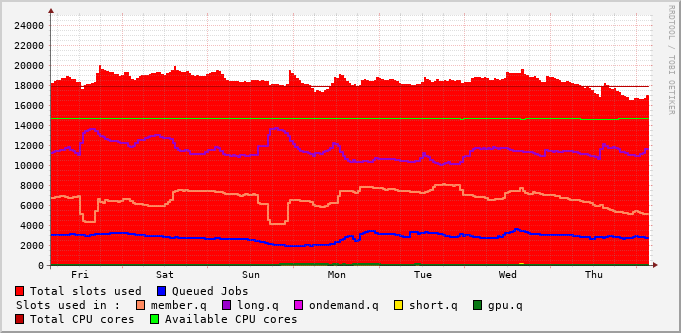 24000
22000
20000
18000
16000
14000
12000
10000
8000
6000
4000
2000
0
Fri Sat Sun Mon Tue Wed Thu
RRDTOOL / TOBI OETIKER
Total slots used Queued Jobs
Slots used in : member.q long.q ondemand.q short.q gpu.q
Total CPU cores Available CPU cores